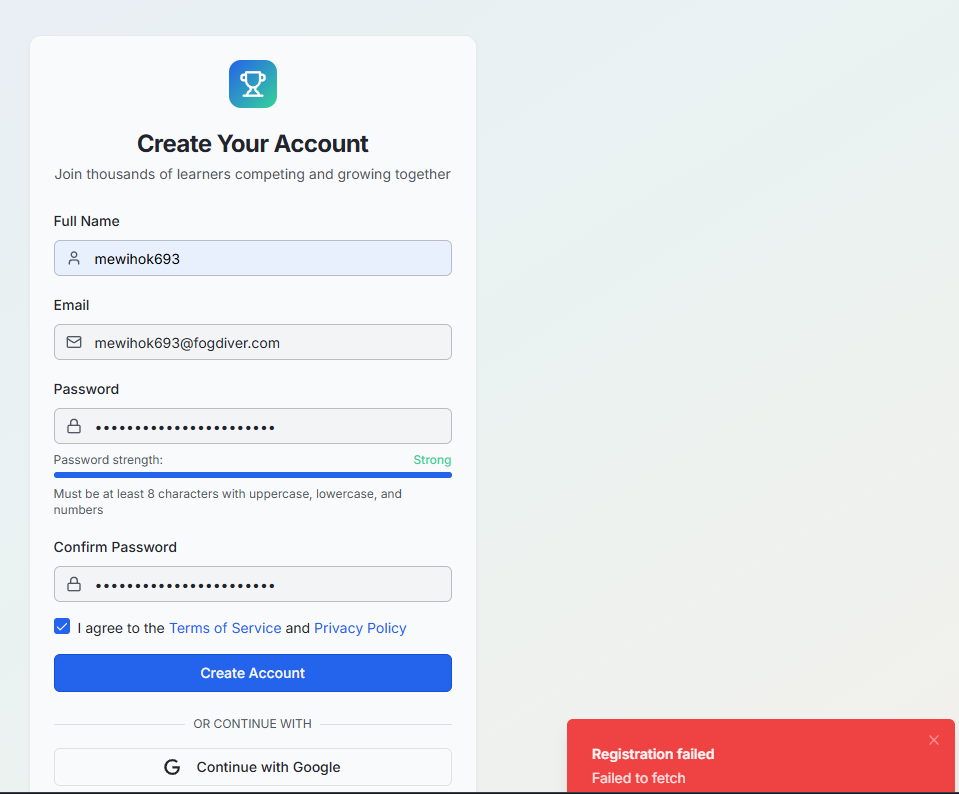 Create Your Account
Join thousands of learners competing and growing together
Full Name
mewihok693
Email
mewihok693@fogdiver.com
Password
•••••••••••••••••••••••
Password strength:
Strong
Must be at least 8 characters with uppercase, lowercase, and
numbers
Confirm Password
•••••••••••••••••••••••
I agree to the Terms of Service and Privacy Policy
Create Account
OR CONTINUE WITH
Continue with Google
Registration failed
Failed to fetch